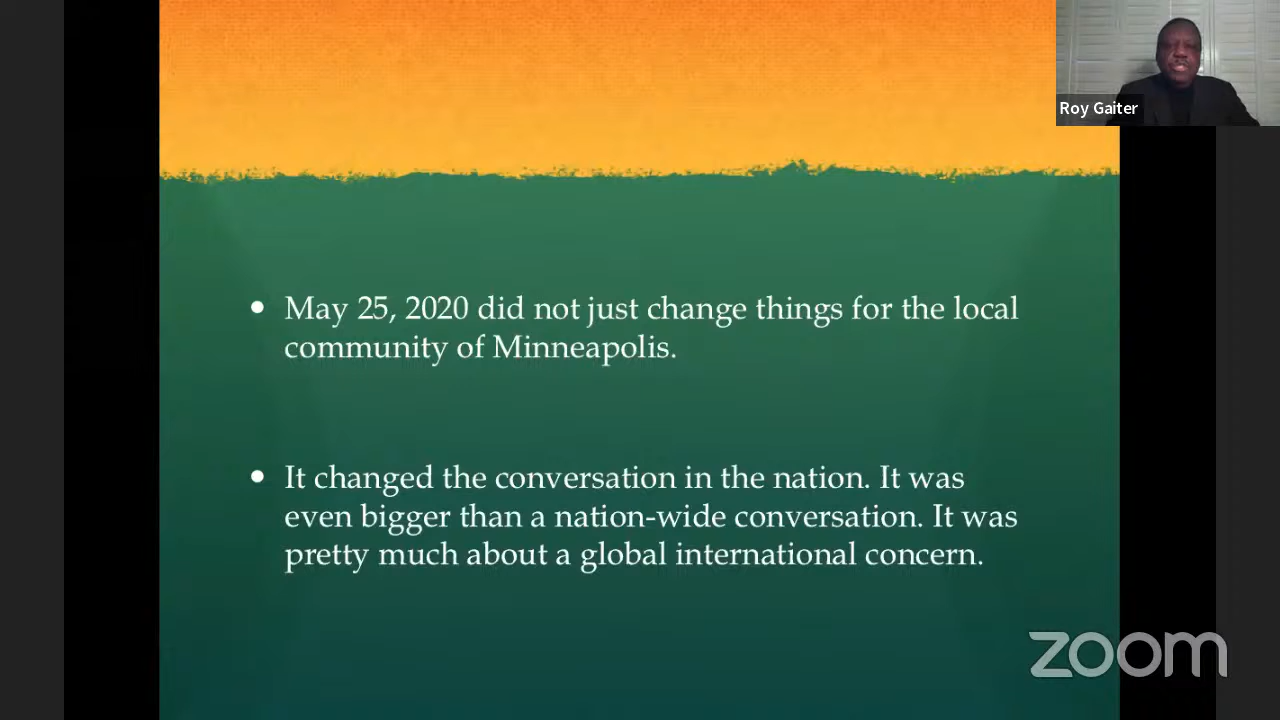 Roy Gaiter
• May 25, 2020 did not just change things for the local
community of Minneapolis.
• It changed the conversation in the nation. It was
even bigger than a nation-wide conversation. It was
pretty much about a global international concern.
zoom